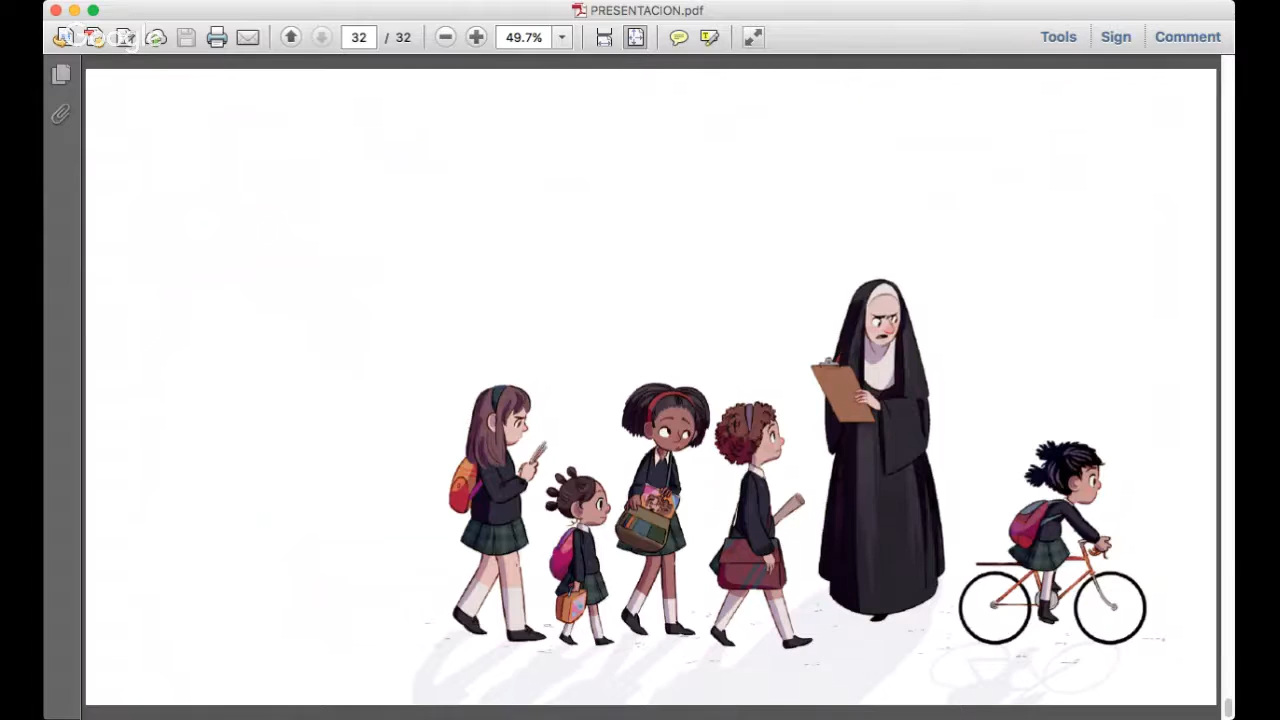 PRESENTACION.pdf
32 / 32 49.7% Tools Sign Comment